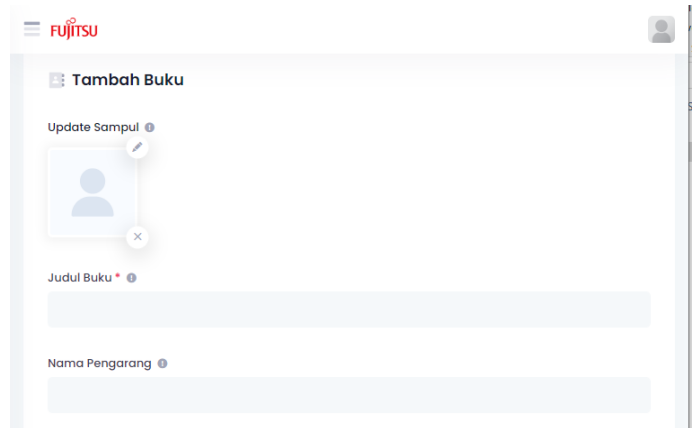 FUJITSU
Tambah Buku
Update Sampul
Judul Buku *
Nama Pengarang